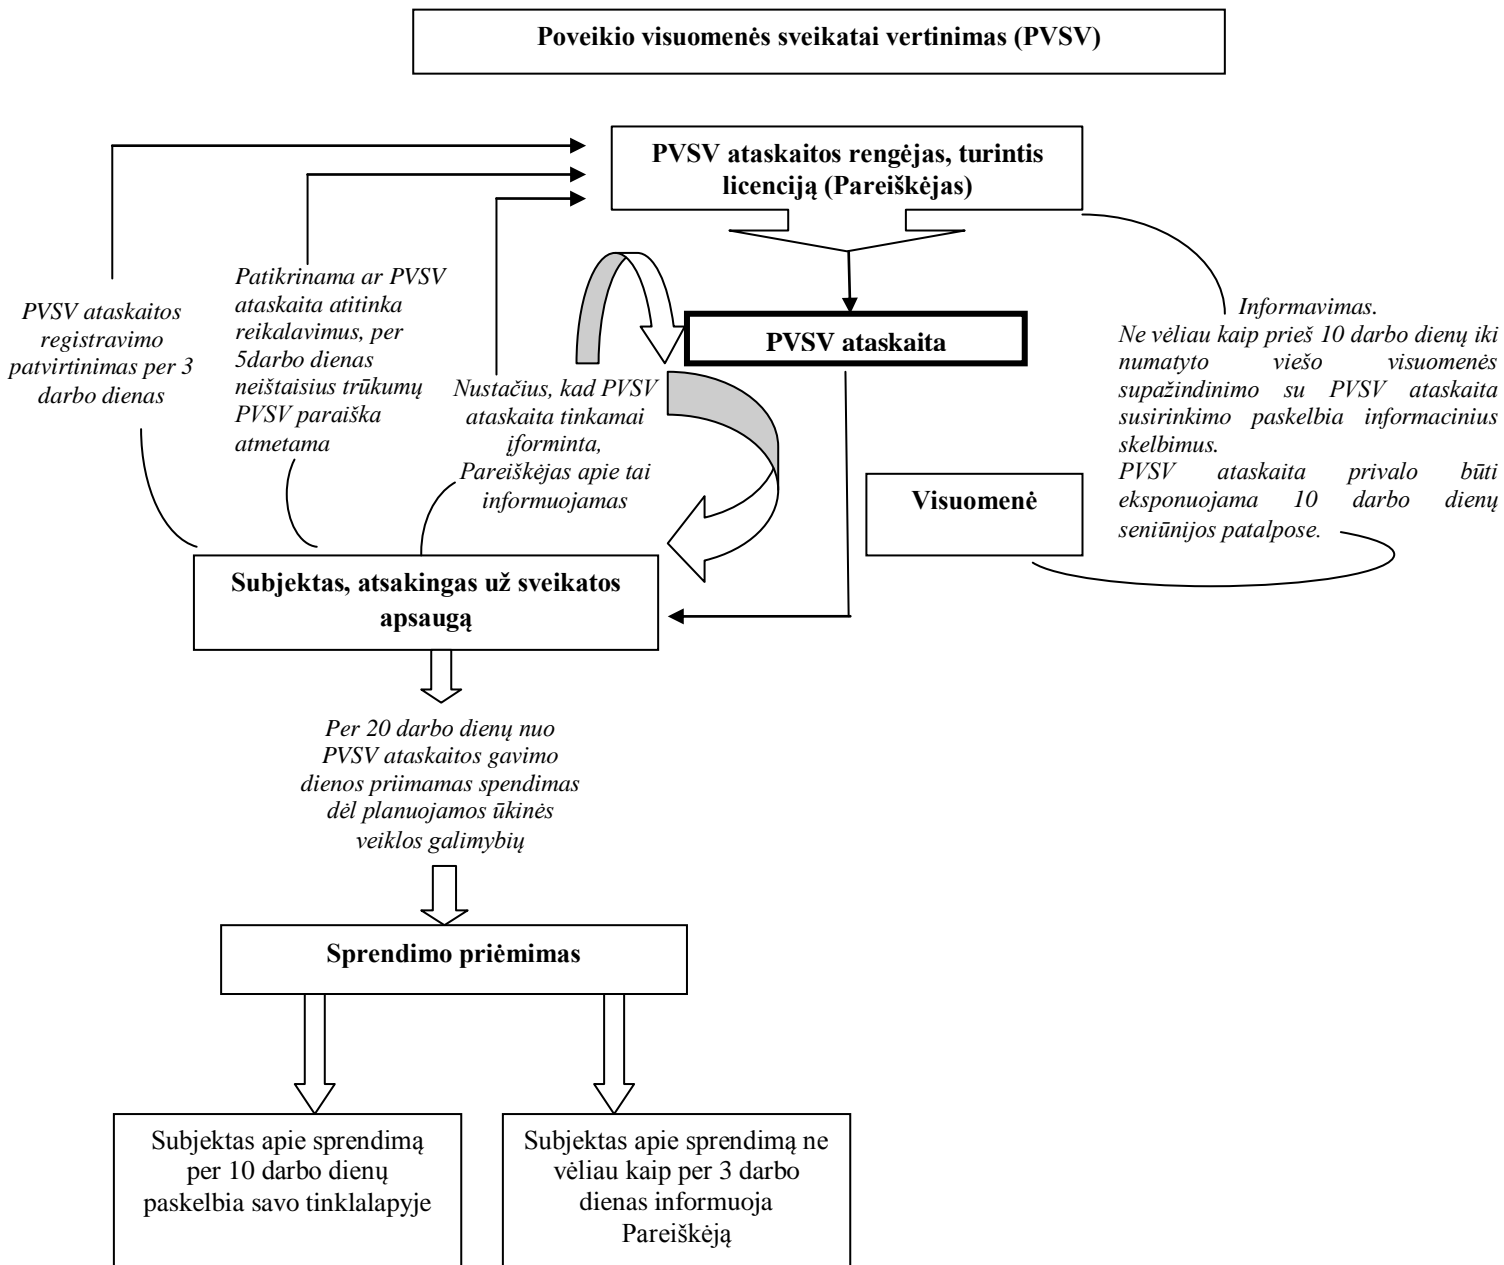 Poveikio visuomenės sveikatai vertinimas (PVSV)
PVSV ataskaitos rengėjas, turintis
licenciją (Pareiškėjas)
PVSV ataskaitos
registravimo
patvirtinimas per 3
darbo dienas
Patikrinama ar PVSV
ataskaita atitinka
reikalavimus, per
5darbo dienas
neištaisius trūkumų
PVSV paraiška
atmetama
Nustačius, kad PVSV
ataskaita tinkamai
įforminta,
Pareiškėjas apie tai
informuojamas
PVSV ataskaita
Informavimas.
Ne vėliau kaip prieš 10 darbo dienų iki
numatyto viešo visuomenės
supažindinimo su PVSV ataskaita
susirinkimo paskelbia informacinius
skelbimus.
PVSV ataskaita privalo būti
eksponuojama 10 darbo dienų
seniūnijos patalpose.
Visuomenė
Subjektas, atsakingas už sveikatos
apsaugą
Per 20 darbo dienų nuo
PVSV ataskaitos gavimo
dienos priimamas spendimas
dėl planuojamos ūkinės
veiklos galimybių
Sprendimo priėmimas
Subjektas apie sprendimą
per 10 darbo dienų
paskelbia savo tinklalapyje
Subjektas apie sprendimą ne
vėliau kaip per 3 darbo
dienas informuoja
Pareiškėją